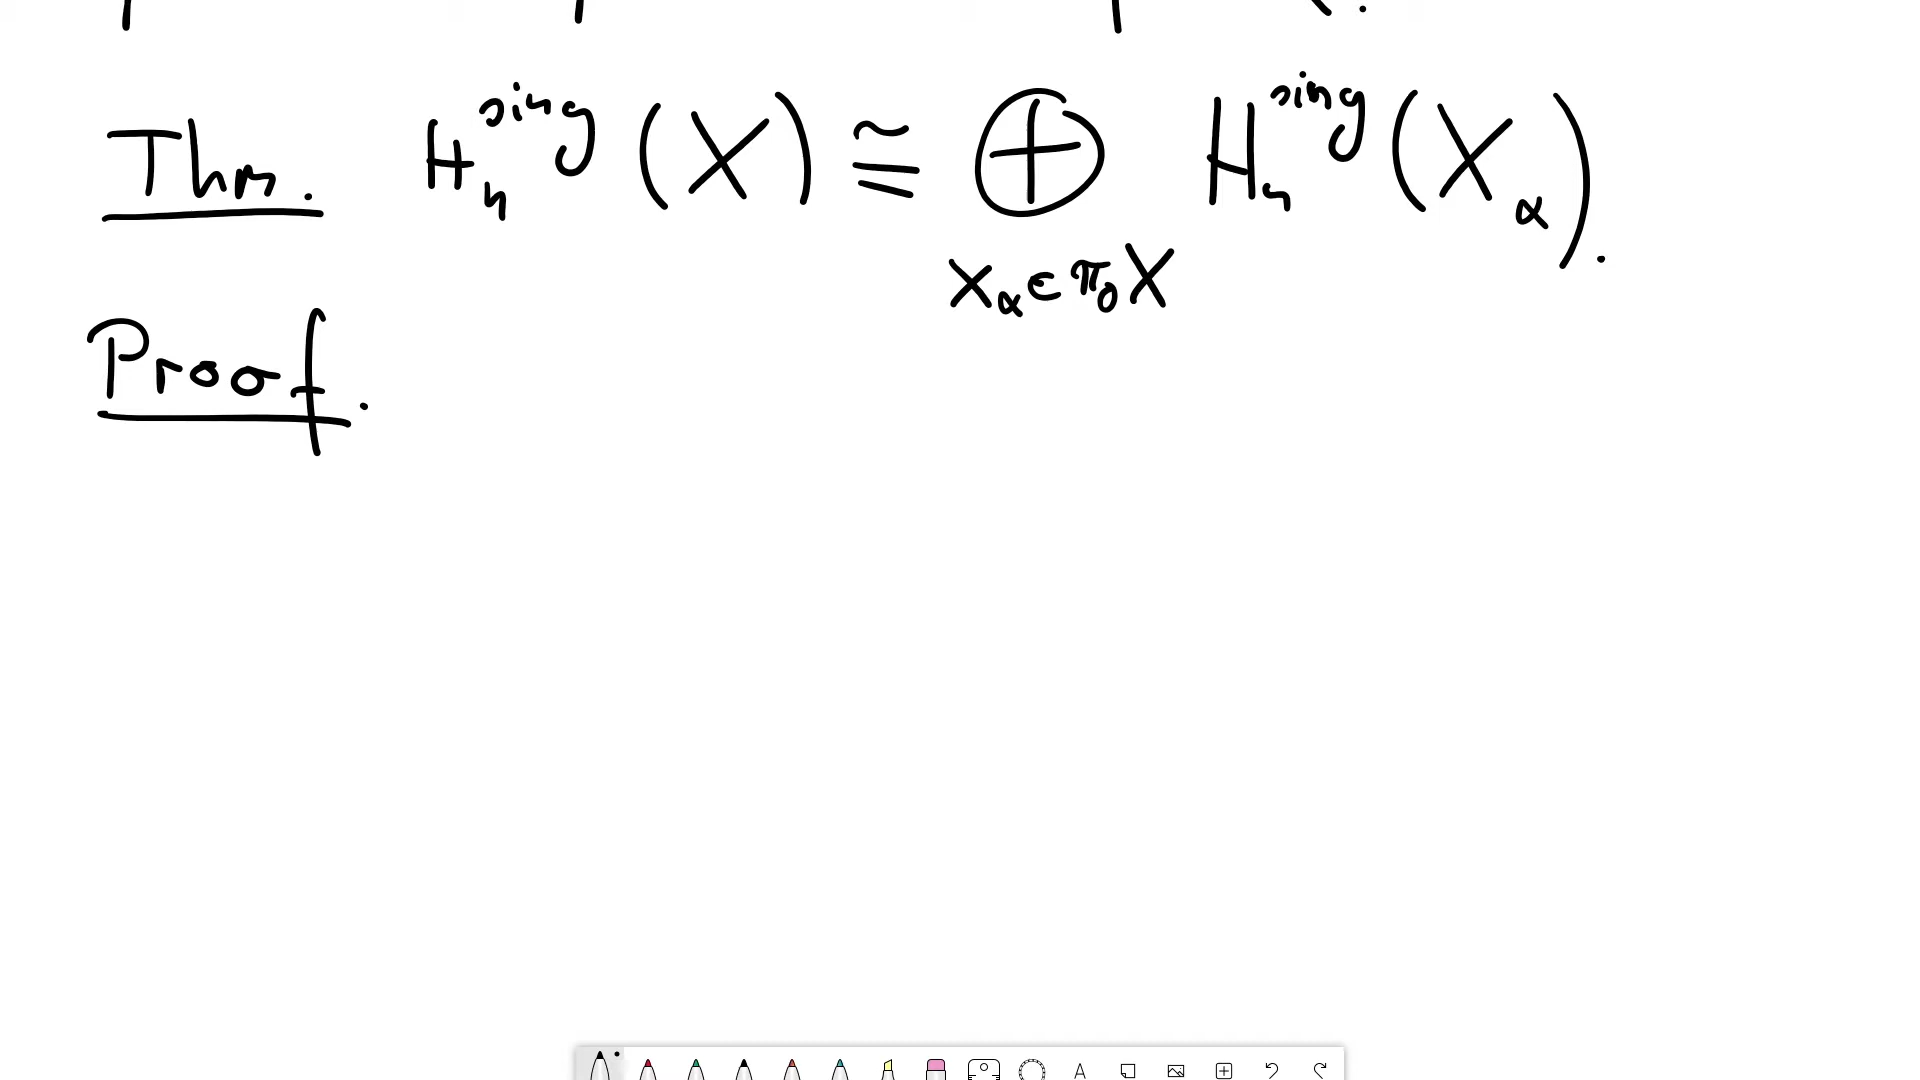 Thm. H_n^sing (X) ≅ ⊕_{X_α ∈ π_0 X} H_n^sing (X_α).
Proof.